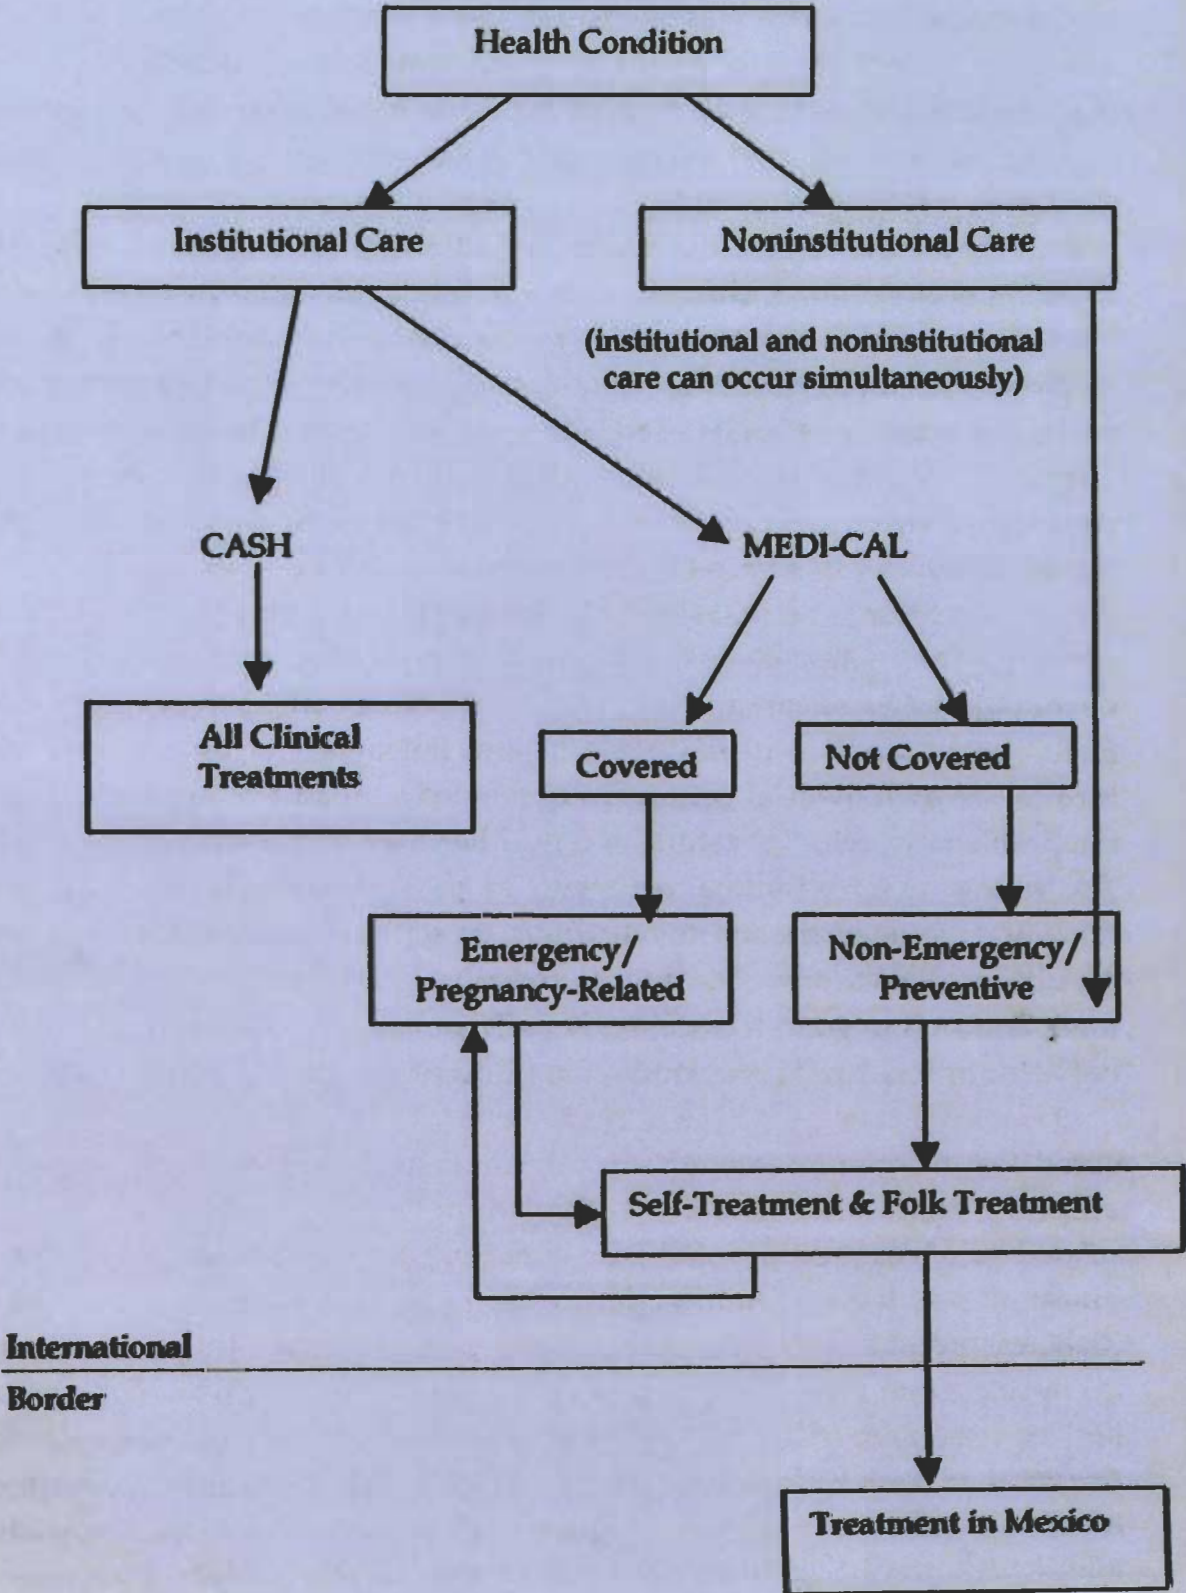 Health Condition
Institutional Care
Noninstitutional Care
(institutional and noninstitutional
care can occur simultaneously)
CASH
MEDI-CAL
All Clinical
Treatments
Covered
Not Covered
Emergency/
Pregnancy-Related
Non-Emergency/
Preventive
Self-Treatment & Folk Treatment
International
Border
Treatment in Mexico